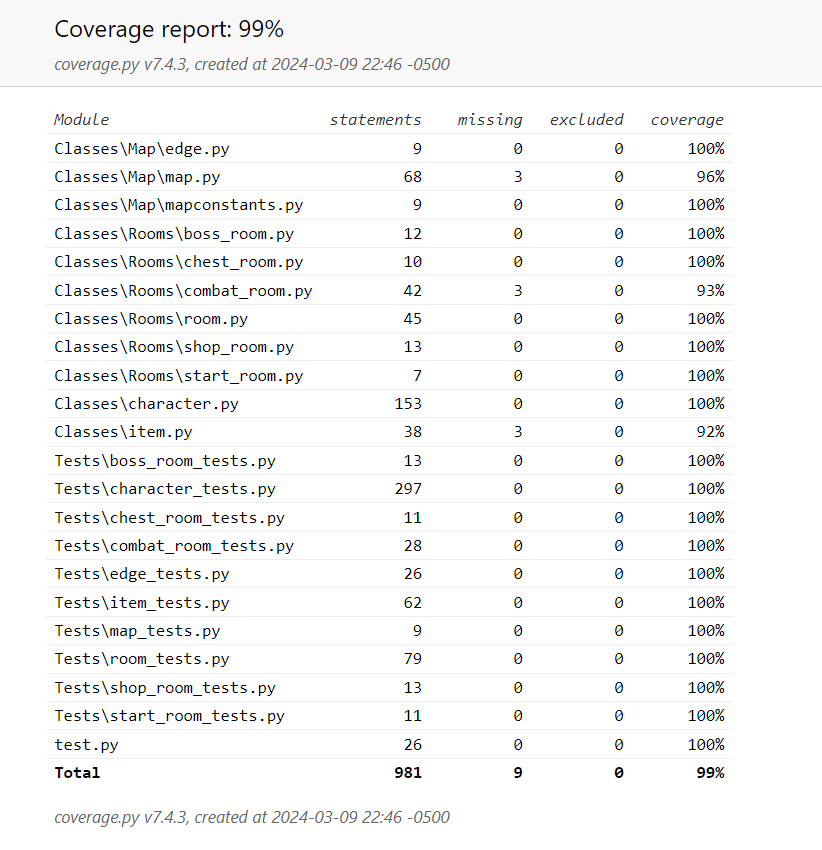 Coverage report: 99%
coverage.py v7.4.3, created at 2024-03-09 22:46 -0500
Module statements missing excluded coverage
Classes\Map\edge.py 9 0 0 100%
Classes\Map\map.py 68 3 0 96%
Classes\Map\mapconstants.py 9 0 0 100%
Classes\Rooms\boss_room.py 12 0 0 100%
Classes\Rooms\chest_room.py 10 0 0 100%
Classes\Rooms\combat_room.py 42 3 0 93%
Classes\Rooms\room.py 45 0 0 100%
Classes\Rooms\shop_room.py 13 0 0 100%
Classes\Rooms\start_room.py 7 0 0 100%
Classes\character.py 153 0 0 100%
Classes\item.py 38 3 0 92%
Tests\boss_room_tests.py 13 0 0 100%
Tests\character_tests.py 297 0 0 100%
Tests\chest_room_tests.py 11 0 0 100%
Tests\combat_room_tests.py 28 0 0 100%
Tests\edge_tests.py 26 0 0 100%
Tests\item_tests.py 62 0 0 100%
Tests\map_tests.py 9 0 0 100%
Tests\room_tests.py 79 0 0 100%
Tests\shop_room_tests.py 13 0 0 100%
Tests\start_room_tests.py 11 0 0 100%
test.py 26 0 0 100%
Total 981 9 0 99%
coverage.py v7.4.3, created at 2024-03-09 22:46 -0500